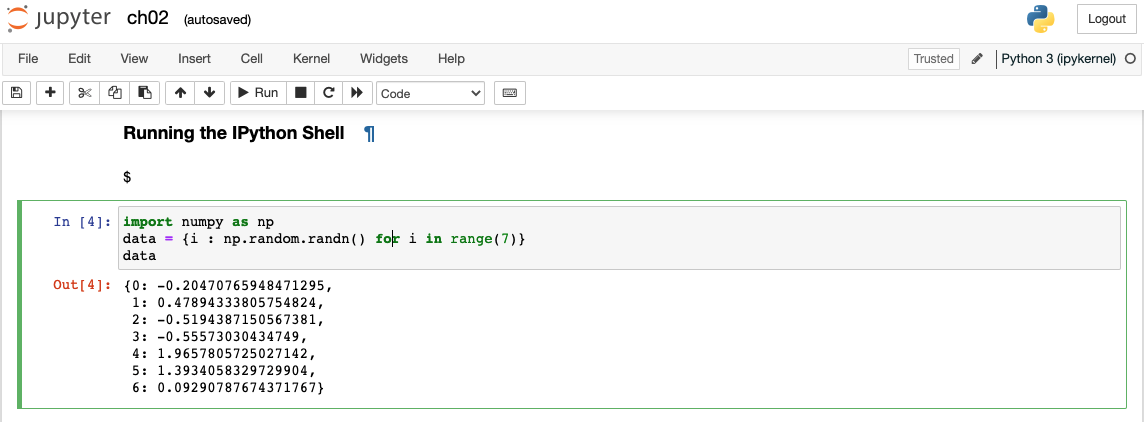 jupyter ch02 (autosaved) Logout
File Edit View Insert Cell Kernel Widgets Help Trusted Python 3 (ipykernel)
Run Code
Running the IPython Shell ¶
$
In [4]: import numpy as np
data = {i : np.random.randn() for i in range(7)}
data
Out[4]: {0: -0.20470765948471295,
1: 0.47894333805754824,
2: -0.5194387150567381,
3: -0.55573030434749,
4: 1.9657805725027142,
5: 1.3934058329729904,
6: 0.09290787674371767}